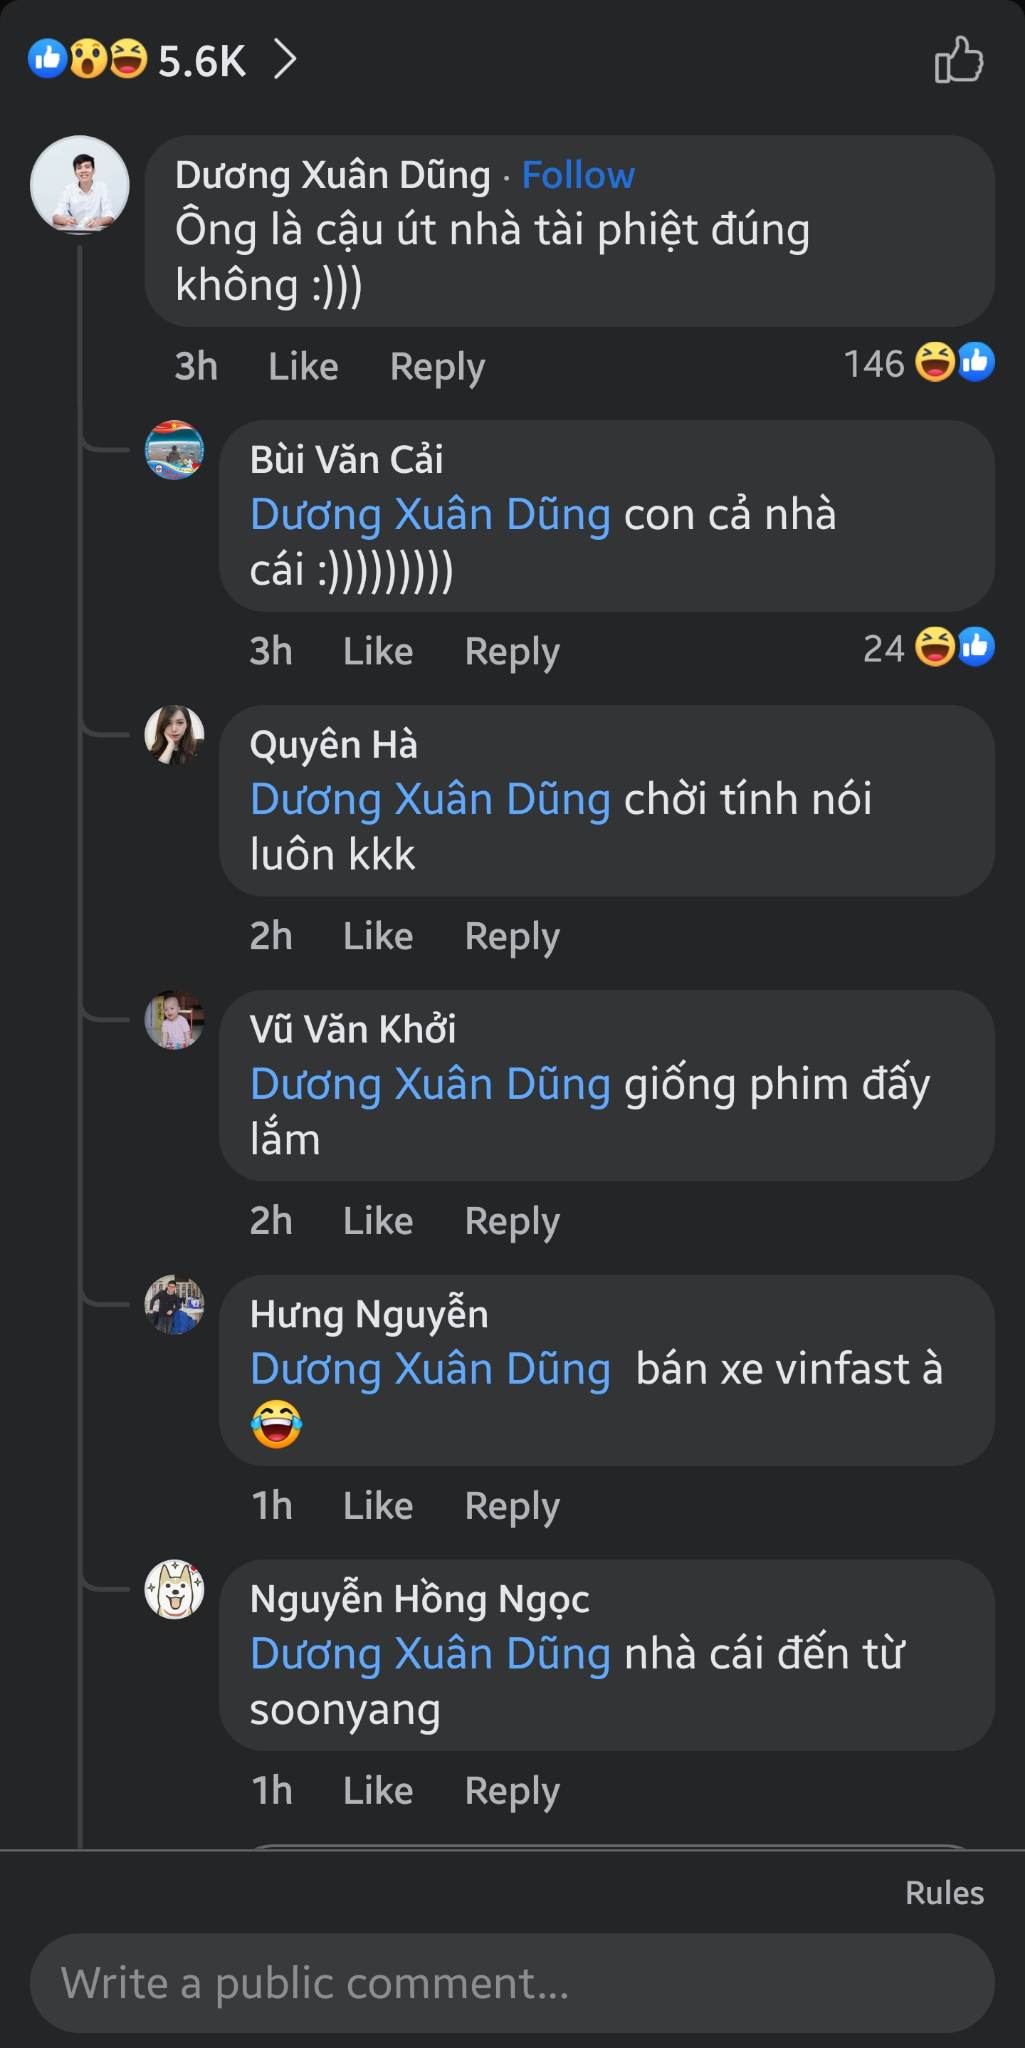 5.6K
Dương Xuân Dũng · Follow
Ông là cậu út nhà tài phiệt đúng
không :)))
3h Like Reply 146
Bùi Văn Cải
Dương Xuân Dũng con cả nhà
cái :)))))))))
3h Like Reply 24
Quyên Hà
Dương Xuân Dũng chời tính nói
luôn kkk
2h Like Reply
Vũ Văn Khởi
Dương Xuân Dũng giống phim đấy
lắm
2h Like Reply
Hưng Nguyễn
Dương Xuân Dũng bán xe vinfast à
😂
1h Like Reply
Nguyễn Hồng Ngọc
Dương Xuân Dũng nhà cái đến từ
soonyang
1h Like Reply
Rules
Write a public comment...